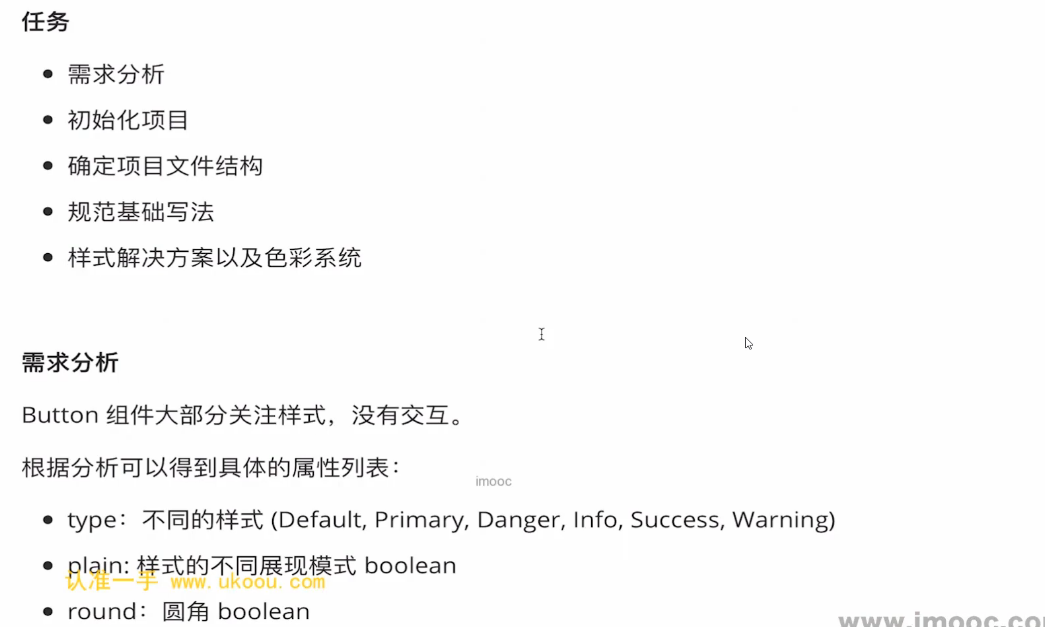 任务
需求分析
初始化项目
确定项目文件结构
规范基础写法
样式解决方案以及色彩系统
需求分析
Button 组件大部分关注样式，没有交互。
根据分析可以得到具体的属性列表：
imooc
type：不同的样式 (Default, Primary, Danger, Info, Success, Warning)
plain: 样式的不同展现模式 boolean
认准一手 www.ukoou.com
round：圆角 boolean
www.imooc.co